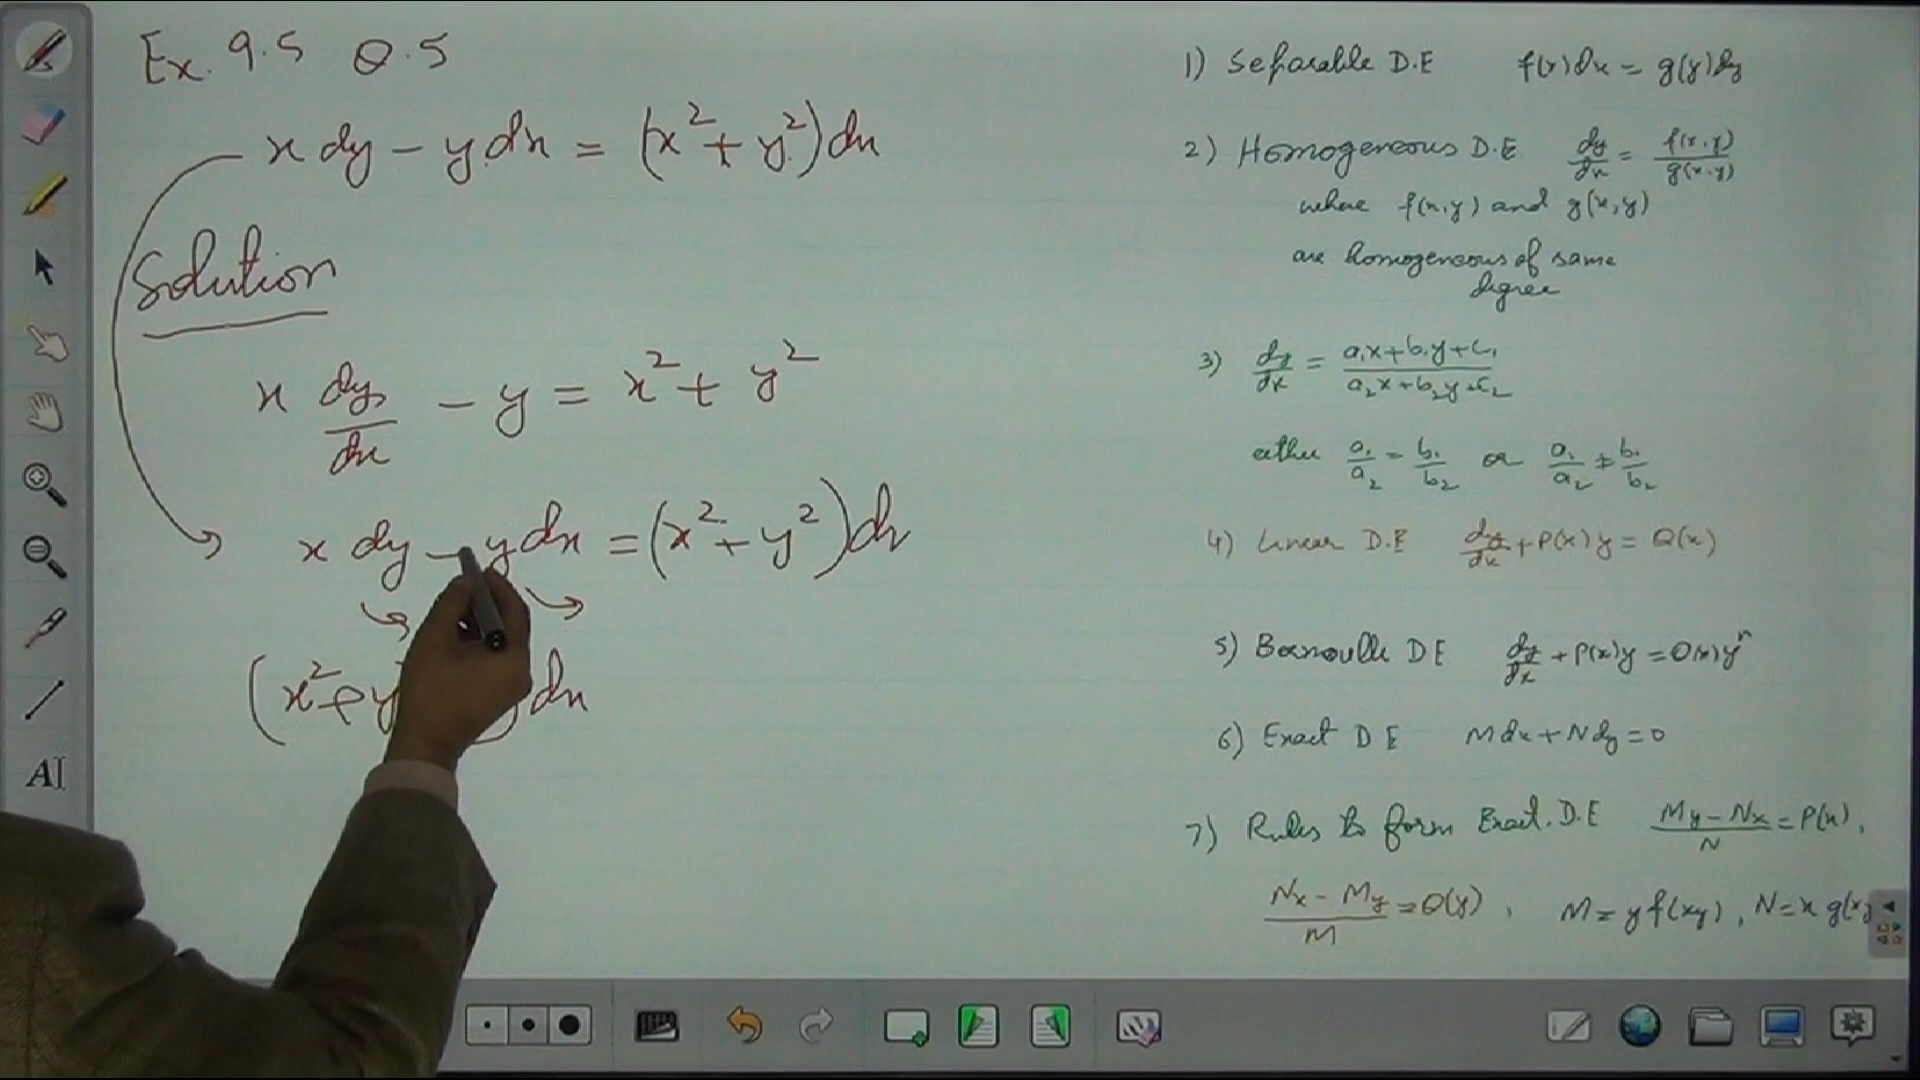 Ex. 9.5 Q.5
x dy - y dx = (x² + y²) dx
Solution
x dy/dx - y = x² + y²
x dy - y dx = (x² + y²) dx
(x² + y ) dx
1) Separable D.E f(x)dx = g(y)dy
2) Homogeneous D.E dy/dx = f(x,y)/g(x,y)
where f(x,y) and g(x,y)
are homogeneous of same
degree
3) dy/dx = a₁x+b₁y+c₁/a₂x+b₂y+c₂
either a₁/a₂ = b₁/b₂ or a₁/a₂ ≠ b₁/b₂
4) Linear D.E dy/dx + P(x)y = Q(x)
5) Bernoulli D E dy/dx + P(x)y = Q(x)yⁿ
6) Exact D E Mdx + Ndy = 0
7) Rules to form Exact. D.E My - Nx/N = P(x),
Nx - My/M = Q(y) , M = y f(xy), N = x g(x
AI